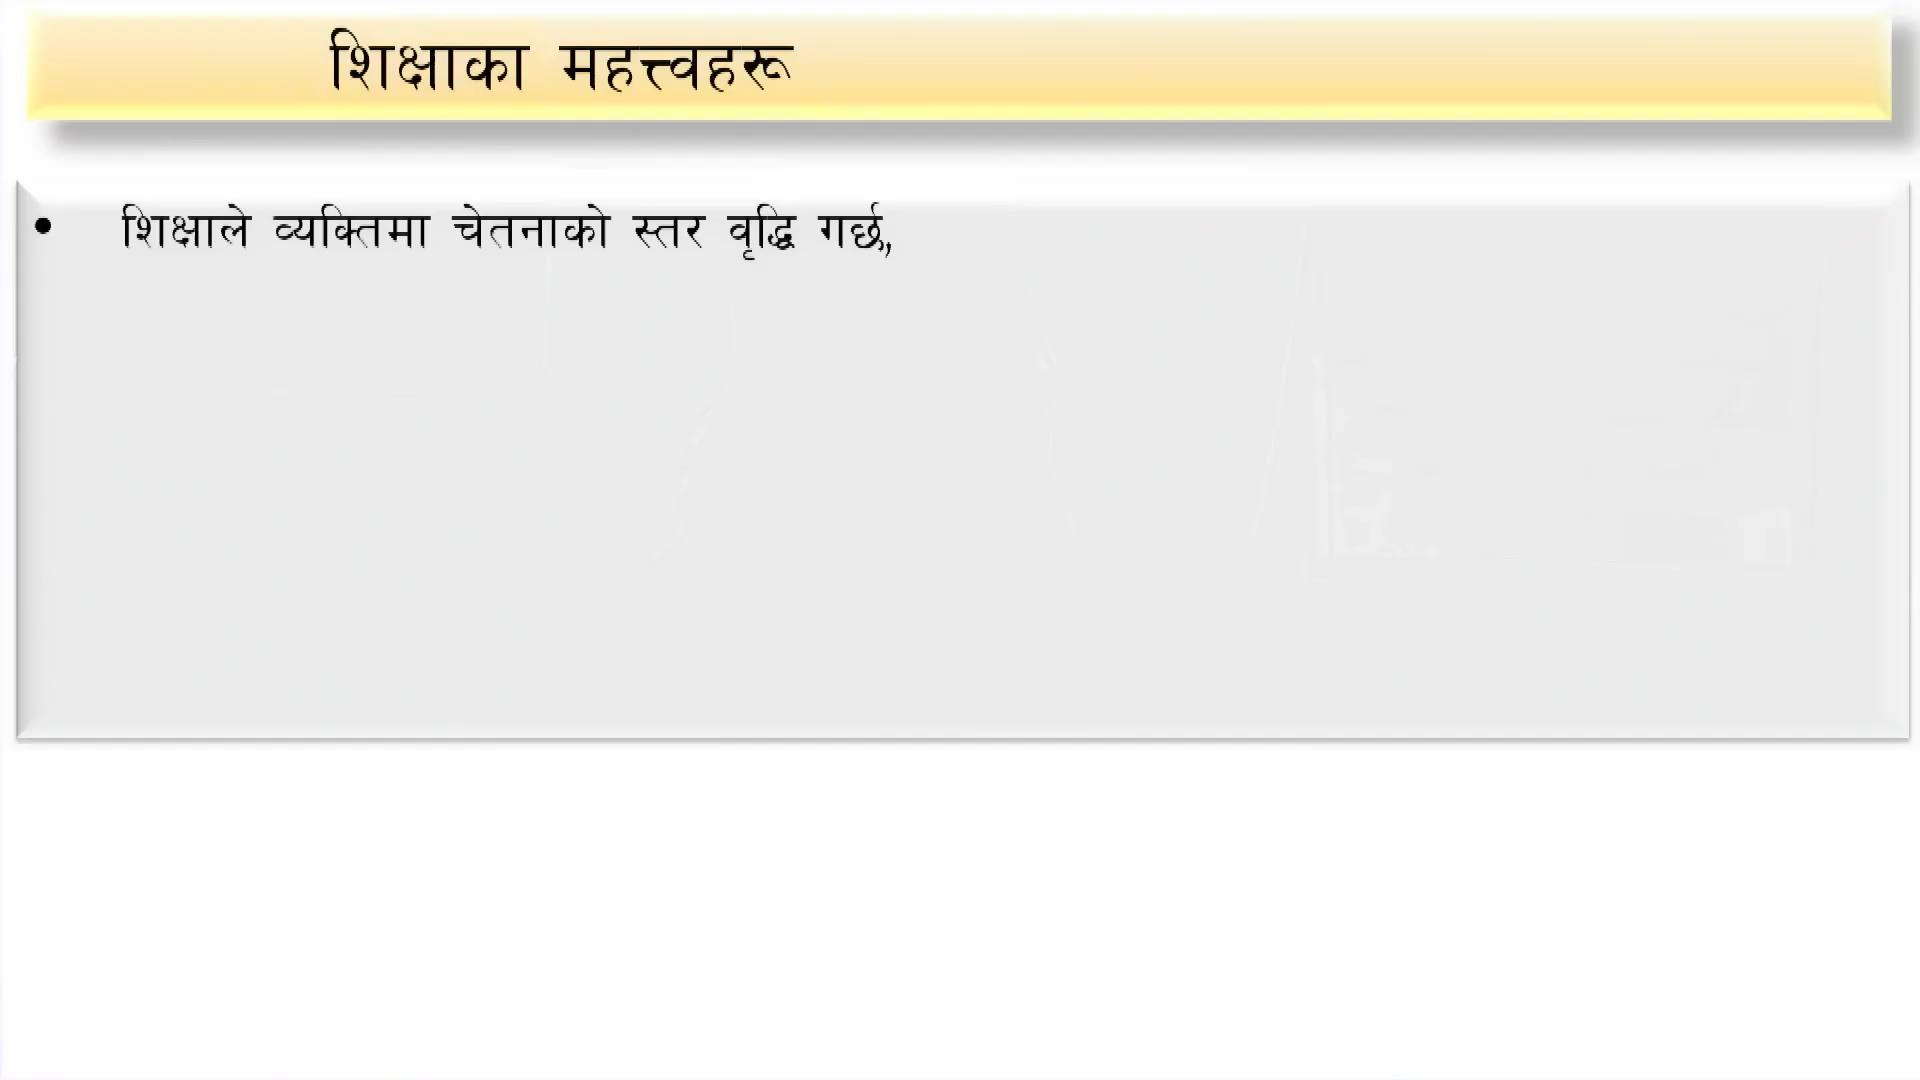 शिक्षाका महत्त्वहरू
• शिक्षाले व्यक्तिमा चेतनाको स्तर वृद्धि गर्छ,